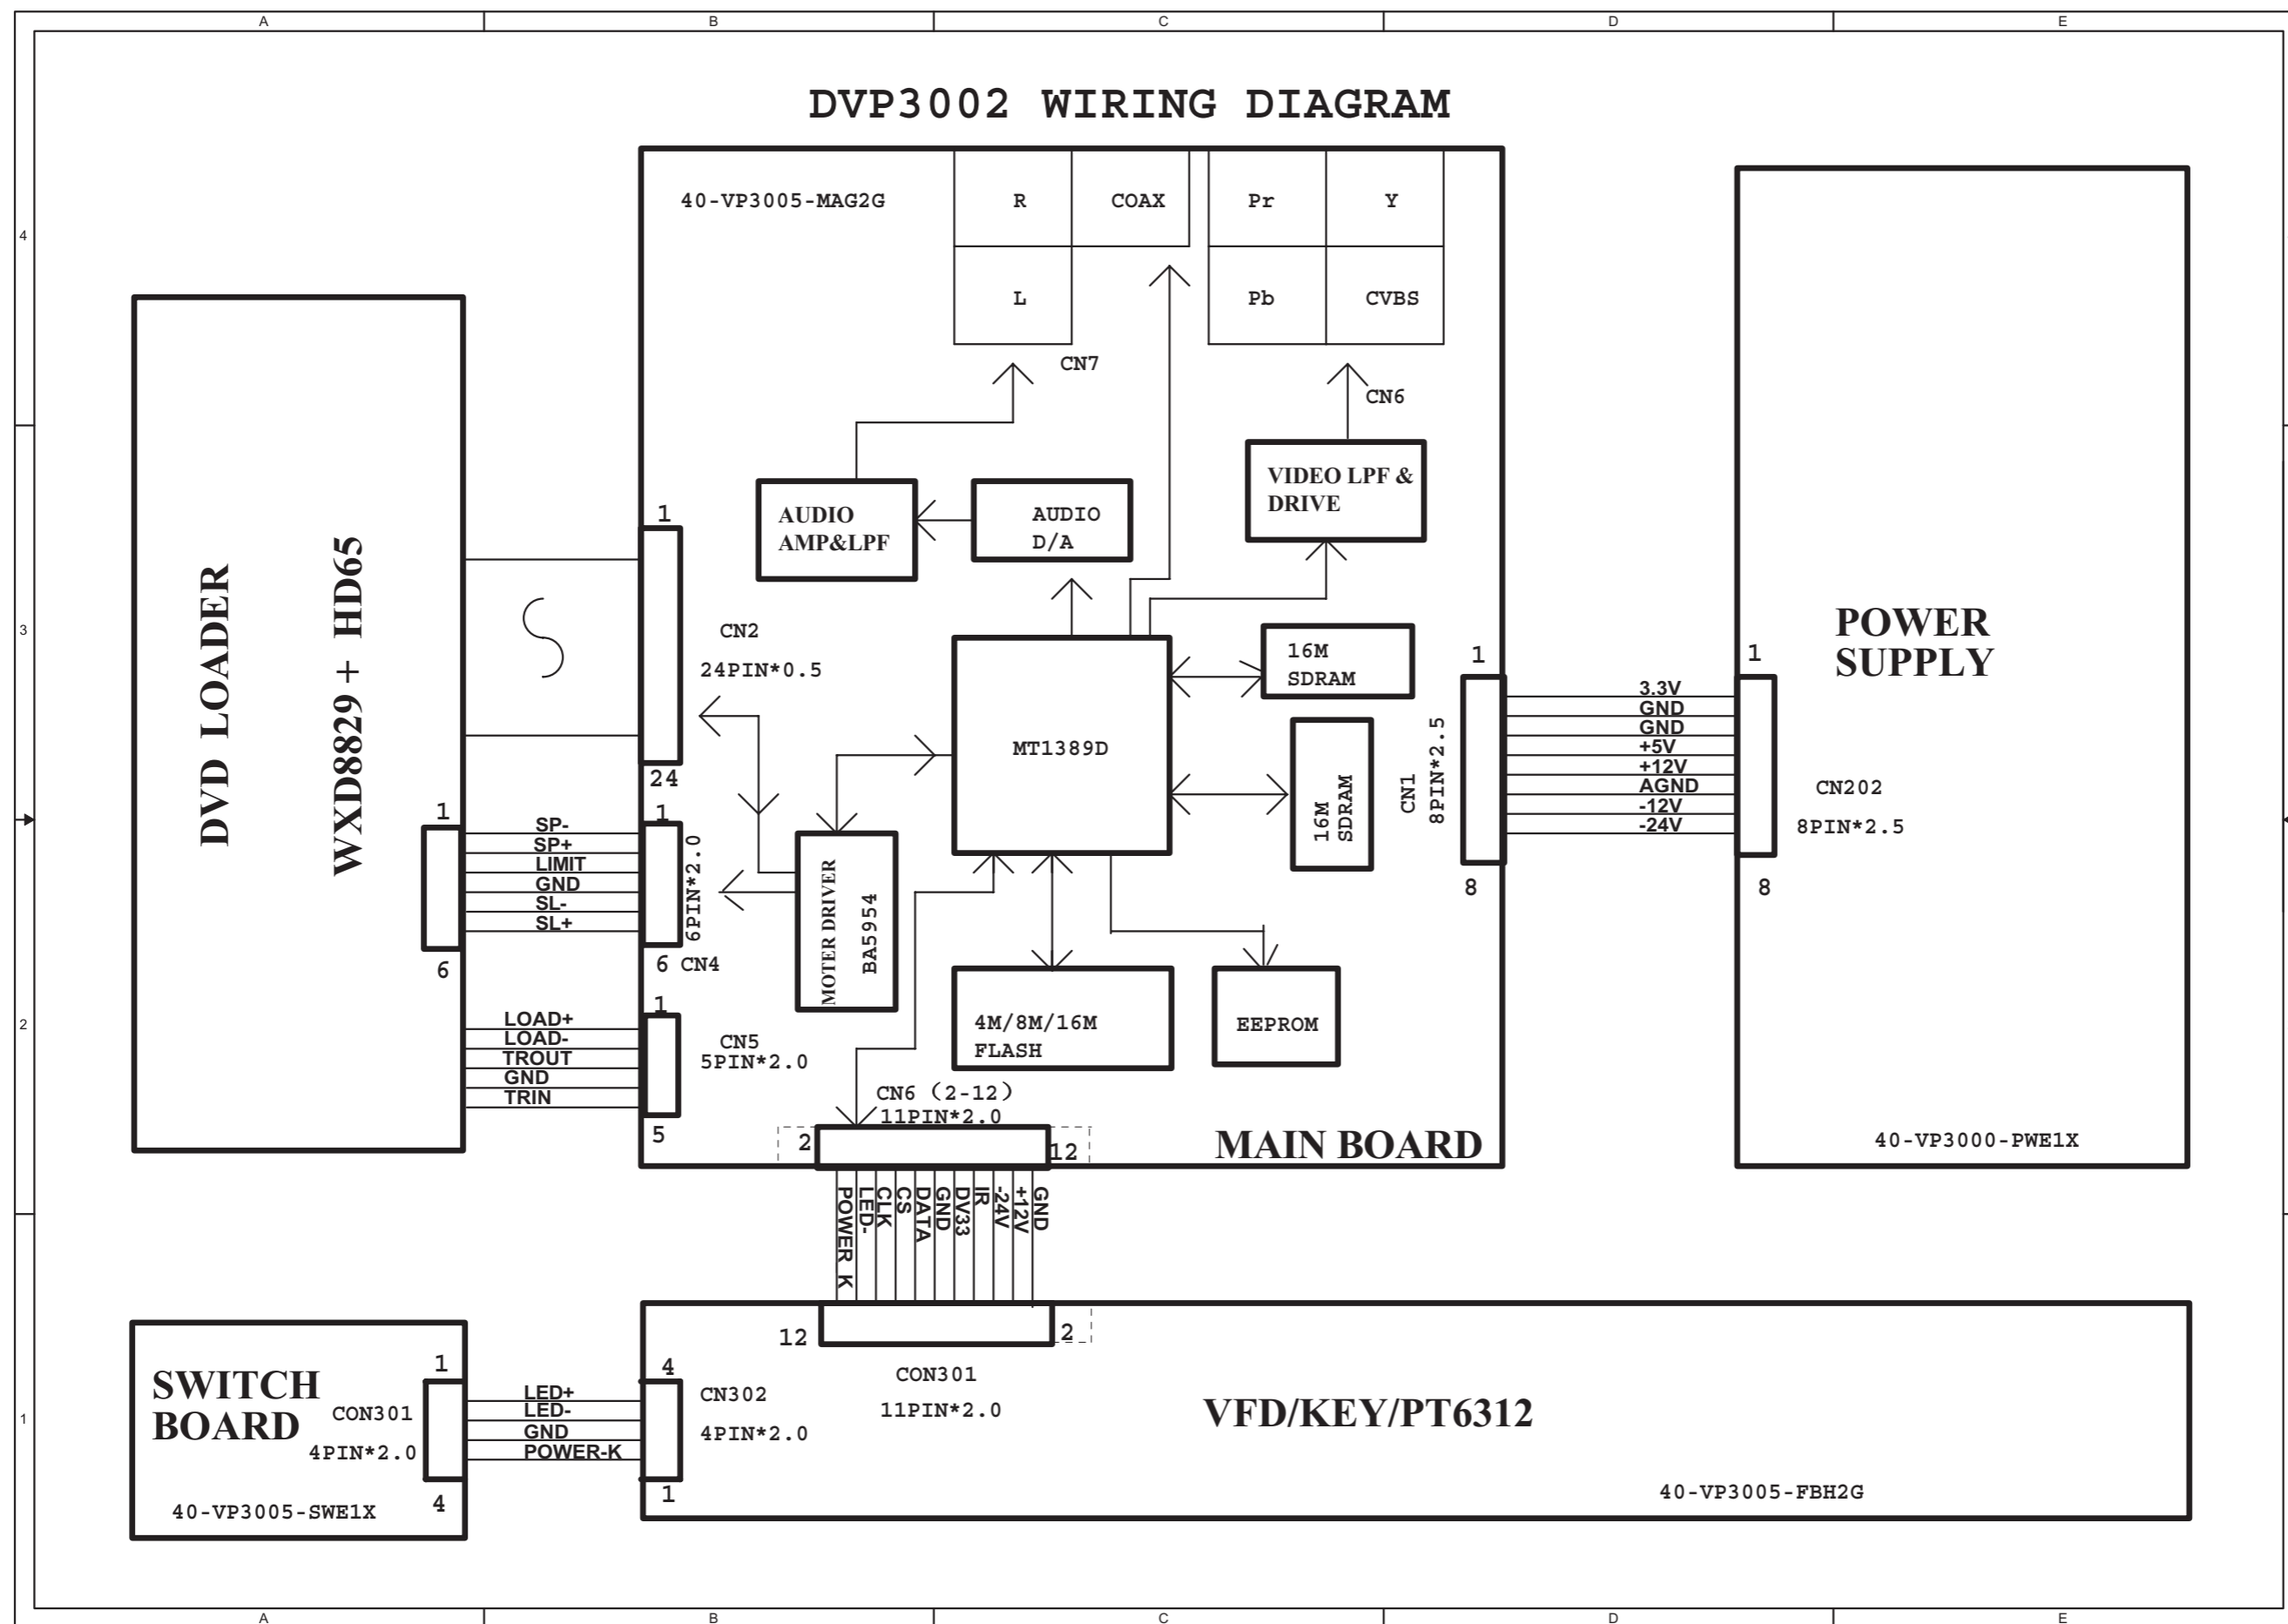 A B C D E
DVP3002 WIRING DIAGRAM
40-VP3005-MAG2G
R COAX Pr Y
L Pb CVBS
CN7
CN6
4
AUDIO
AMP&LPF
AUDIO
D/A
VIDEO LPF &
DRIVE
DVD LOADER
WXD8829 + HD65
3
1
CN2
24PIN*0.5
24
MT1389D
16M
SDRAM
16M
SDRAM
1
CN1
8PIN*2.5
8
3.3V
GND
GND
+5V
+12V
AGND
-12V
-24V
POWER
SUPPLY
1
CN202
8PIN*2.5
8
40-VP3000-PWE1X
1
SP-
SP+
LIMIT
GND
SL-
SL+
6
1
6PIN*2.0
6 CN4
MOTER DRIVER
BA5954
2
LOAD+
LOAD-
TROUT
GND
TRIN
1
CN5
5PIN*2.0
5
4M/8M/16M
FLASH
EEPROM
CN6 (2-12)
11PIN*2.0
2 12
MAIN BOARD
POWER K
LED-
CLK
CS
DATA
GND
DV33
IR
-24V
+12V
GND
12 2
CON301
11PIN*2.0
1
SWITCH
BOARD
CON301
4PIN*2.0
1
4
40-VP3005-SWE1X
LED+
LED-
GND
POWER-K
4
CN302
4PIN*2.0
1
VFD/KEY/PT6312
40-VP3005-FBH2G
A B C D E